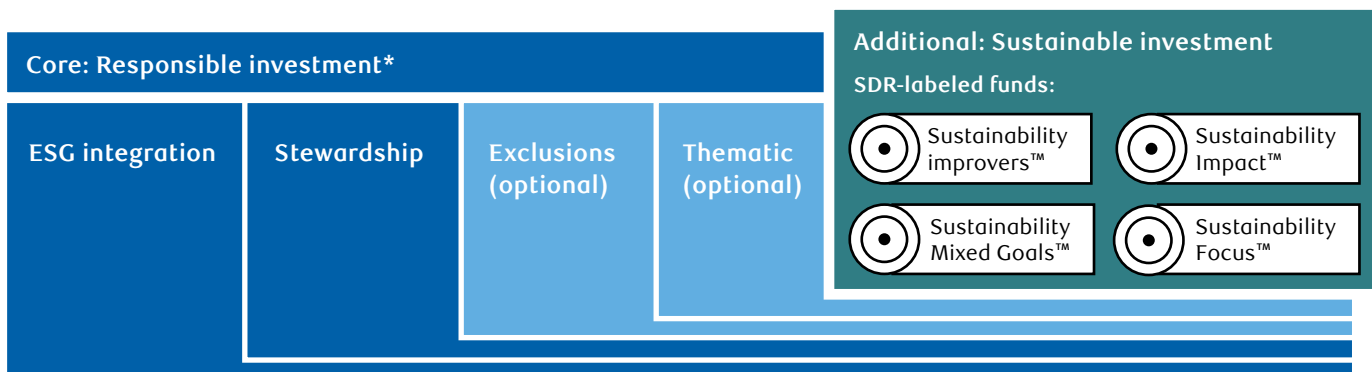 Core: Responsible investment*
ESG integration
Stewardship
Exclusions
(optional)
Thematic
(optional)
Additional: Sustainable investment
SDR-labeled funds:
Sustainability
improvers™
Sustainability
Impact™
Sustainability
Mixed Goals™
Sustainability
Focus™